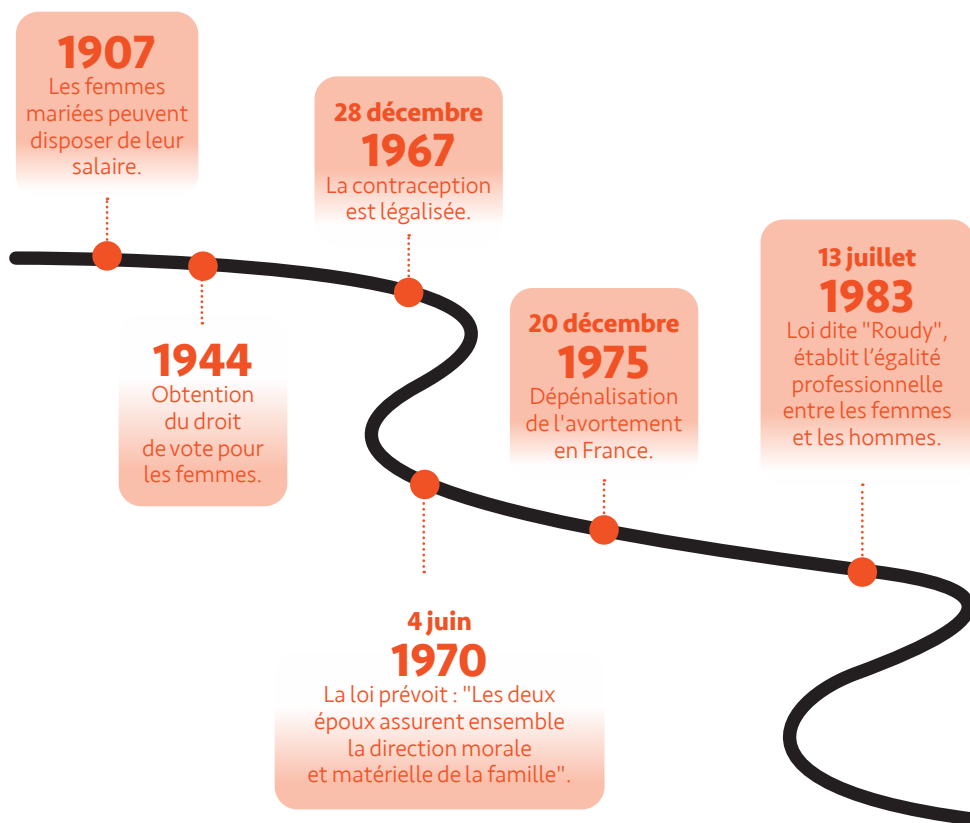 1907
Les femmes
mariées peuvent
disposer de leur
salaire.
1944
Obtention
du droit
de vote pour
les femmes.
28 décembre
1967
La contraception
est légalisée.
4 juin
1970
La loi prévoit : "Les deux
époux assurent ensemble
la direction morale
et matérielle de la famille".
20 décembre
1975
Dépénalisation
de l'avortement
en France.
13 juillet
1983
Loi dite "Roudy",
établit l’égalité
professionnelle
entre les femmes
et les hommes.